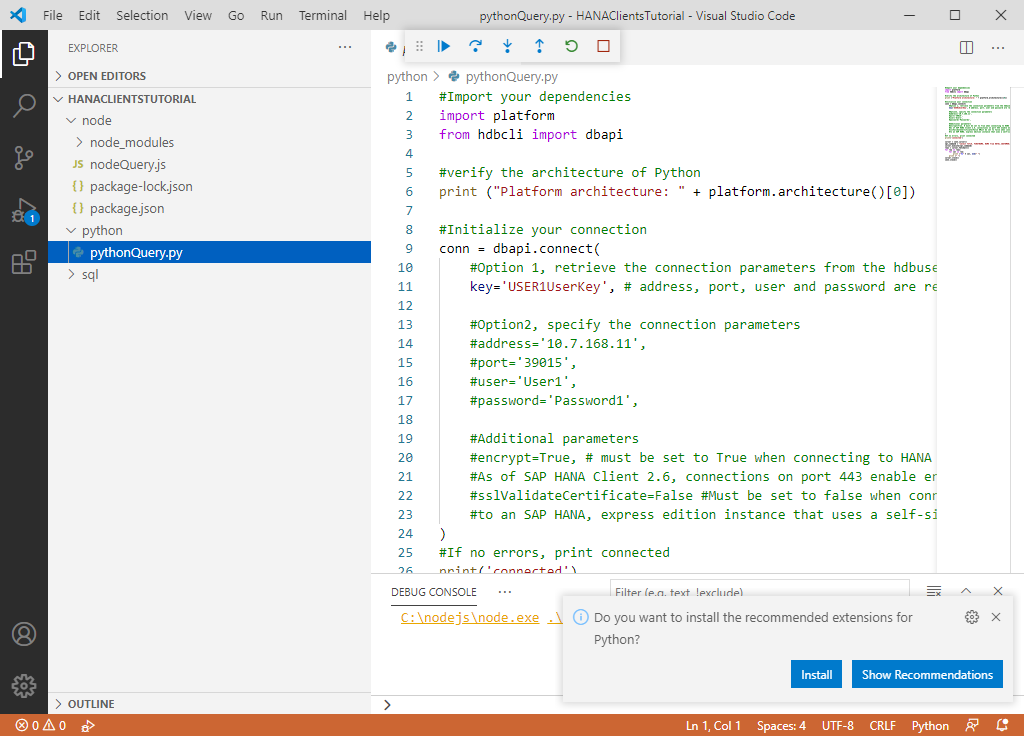 File Edit Selection View Go Run Terminal Help pythonQuery.py - HANAClientsTutorial - Visual Studio Code
EXPLORER
OPEN EDITORS
HANACLIENTSTUTORIAL
node
node_modules
JS nodeQuery.js
{} package-lock.json
{} package.json
python
pythonQuery.py
sql
OUTLINE
1
python > pythonQuery.py
1 #Import your dependencies
2 import platform
3 from hdbcli import dbapi
4
5 #verify the architecture of Python
6 print ("Platform architecture: " + platform.architecture()[0])
7
8 #Initialize your connection
9 conn = dbapi.connect(
10 #Option 1, retrieve the connection parameters from the hdbuse
11 key='USER1UserKey', # address, port, user and password are re
12
13 #Option2, specify the connection parameters
14 #address='10.7.168.11',
15 #port='39015',
16 #user='User1',
17 #password='Password1',
18
19 #Additional parameters
20 #encrypt=True, # must be set to True when connecting to HANA
21 #As of SAP HANA Client 2.6, connections on port 443 enable en
22 #sslValidateCertificate=False #Must be set to false when conn
23 #to an SAP HANA, express edition instance that uses a self-si
24 )
25 #If no errors, print connected
26 print('connected')
DEBUG CONSOLE
Filter (e.g. text, !exclude)
C:\nodejs\node.exe .\
Do you want to install the recommended extensions for
Python?
Install Show Recommendations
0 0 Ln 1, Col 1 Spaces: 4 UTF-8 CRLF Python